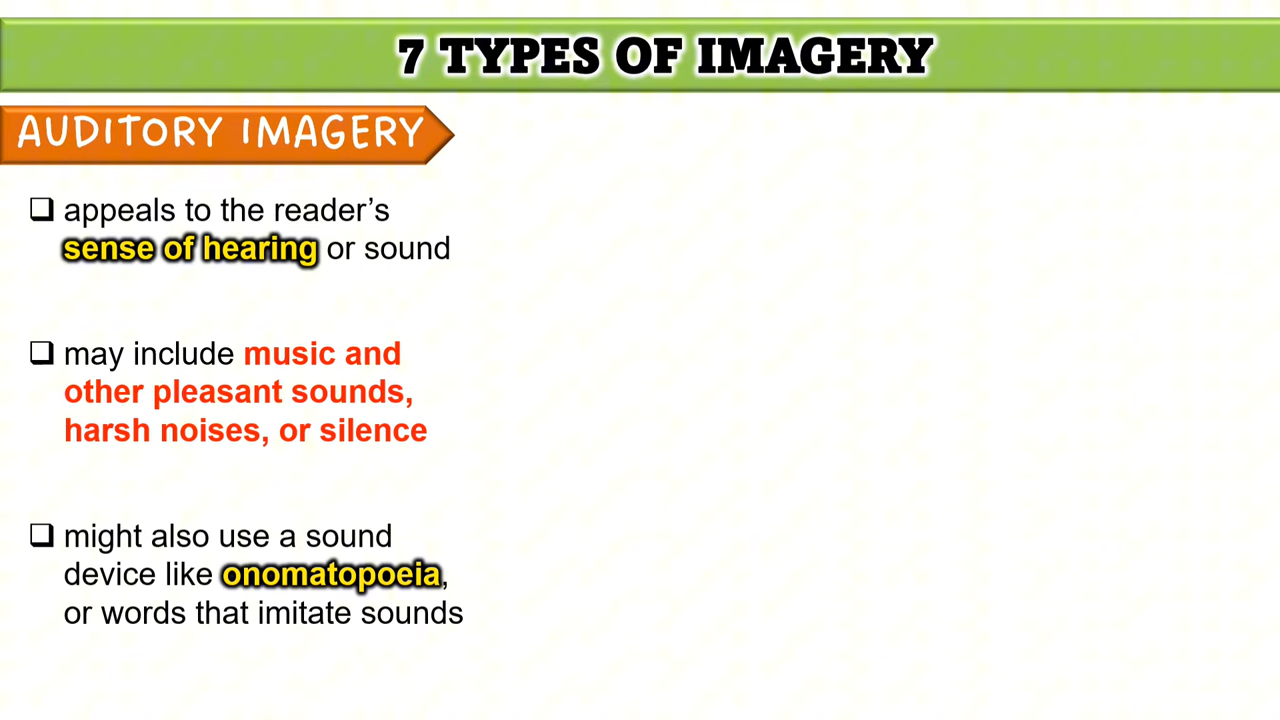 7 TYPES OF IMAGERY
AUDITORY IMAGERY
appeals to the reader’s
sense of hearing or sound
may include music and
other pleasant sounds,
harsh noises, or silence
might also use a sound
device like onomatopoeia,
or words that imitate sounds